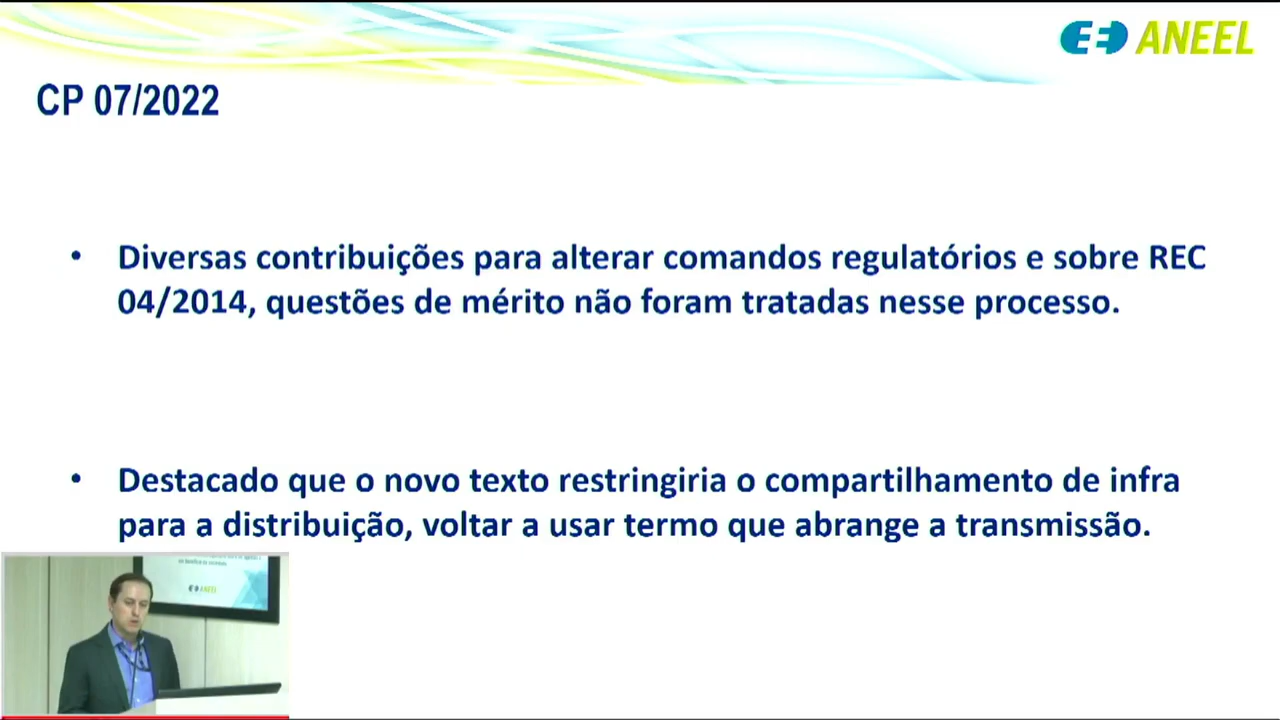 ANEEL
CP 07/2022
• Diversas contribuições para alterar comandos regulatórios e sobre REC
04/2014, questões de mérito não foram tratadas nesse processo.
• Destacado que o novo texto restringiria o compartilhamento de infra
para a distribuição, voltar a usar termo que abrange a transmissão.
ANEEL